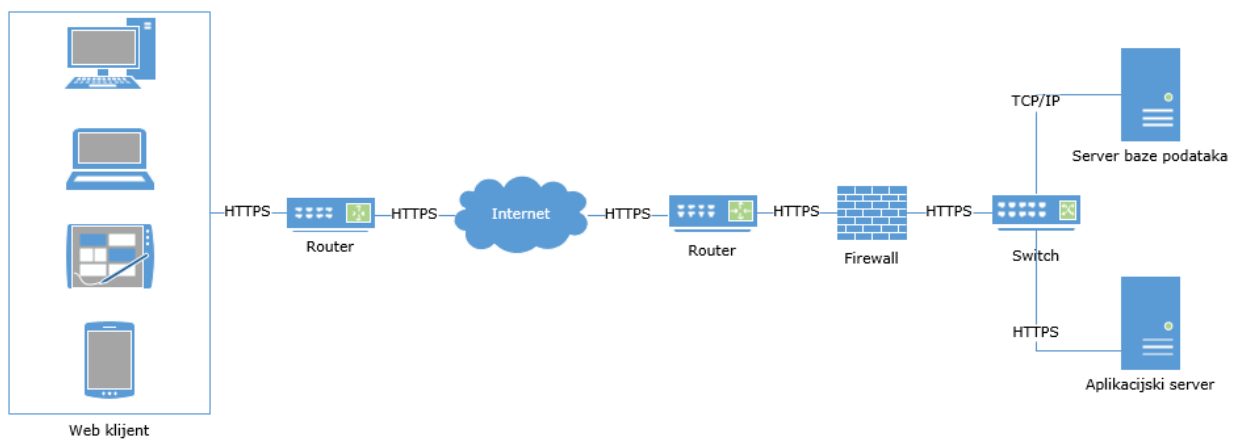 Web klijent
HTTPS
Router
HTTPS
Internet
HTTPS
Router
HTTPS
Firewall
HTTPS
Switch
TCP/IP
Server baze podataka
HTTPS
Aplikacijski server